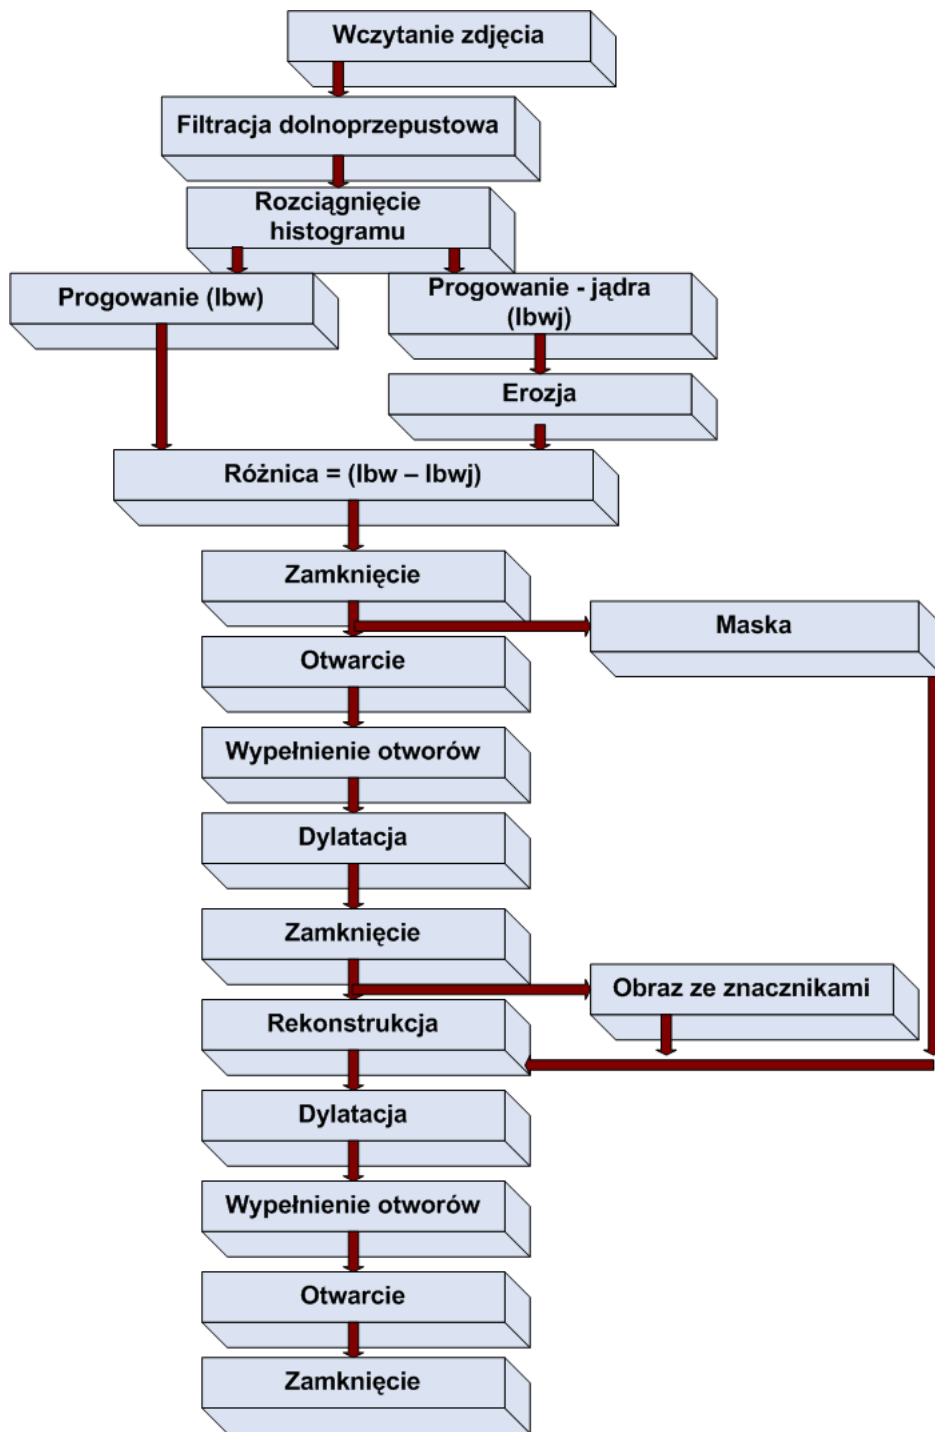 Wczytanie zdjęcia
Filtracja dolnoprzepustowa
Rozciągnięcie
histogramu
Progowanie (Ibw)
Progowanie - jądra
(Ibwj)
Erozja
Różnica = (Ibw – Ibwj)
Zamknięcie
Maska
Otwarcie
Wypełnienie otworów
Dylatacja
Zamknięcie
Obraz ze znacznikami
Rekonstrukcja
Dylatacja
Wypełnienie otworów
Otwarcie
Zamknięcie